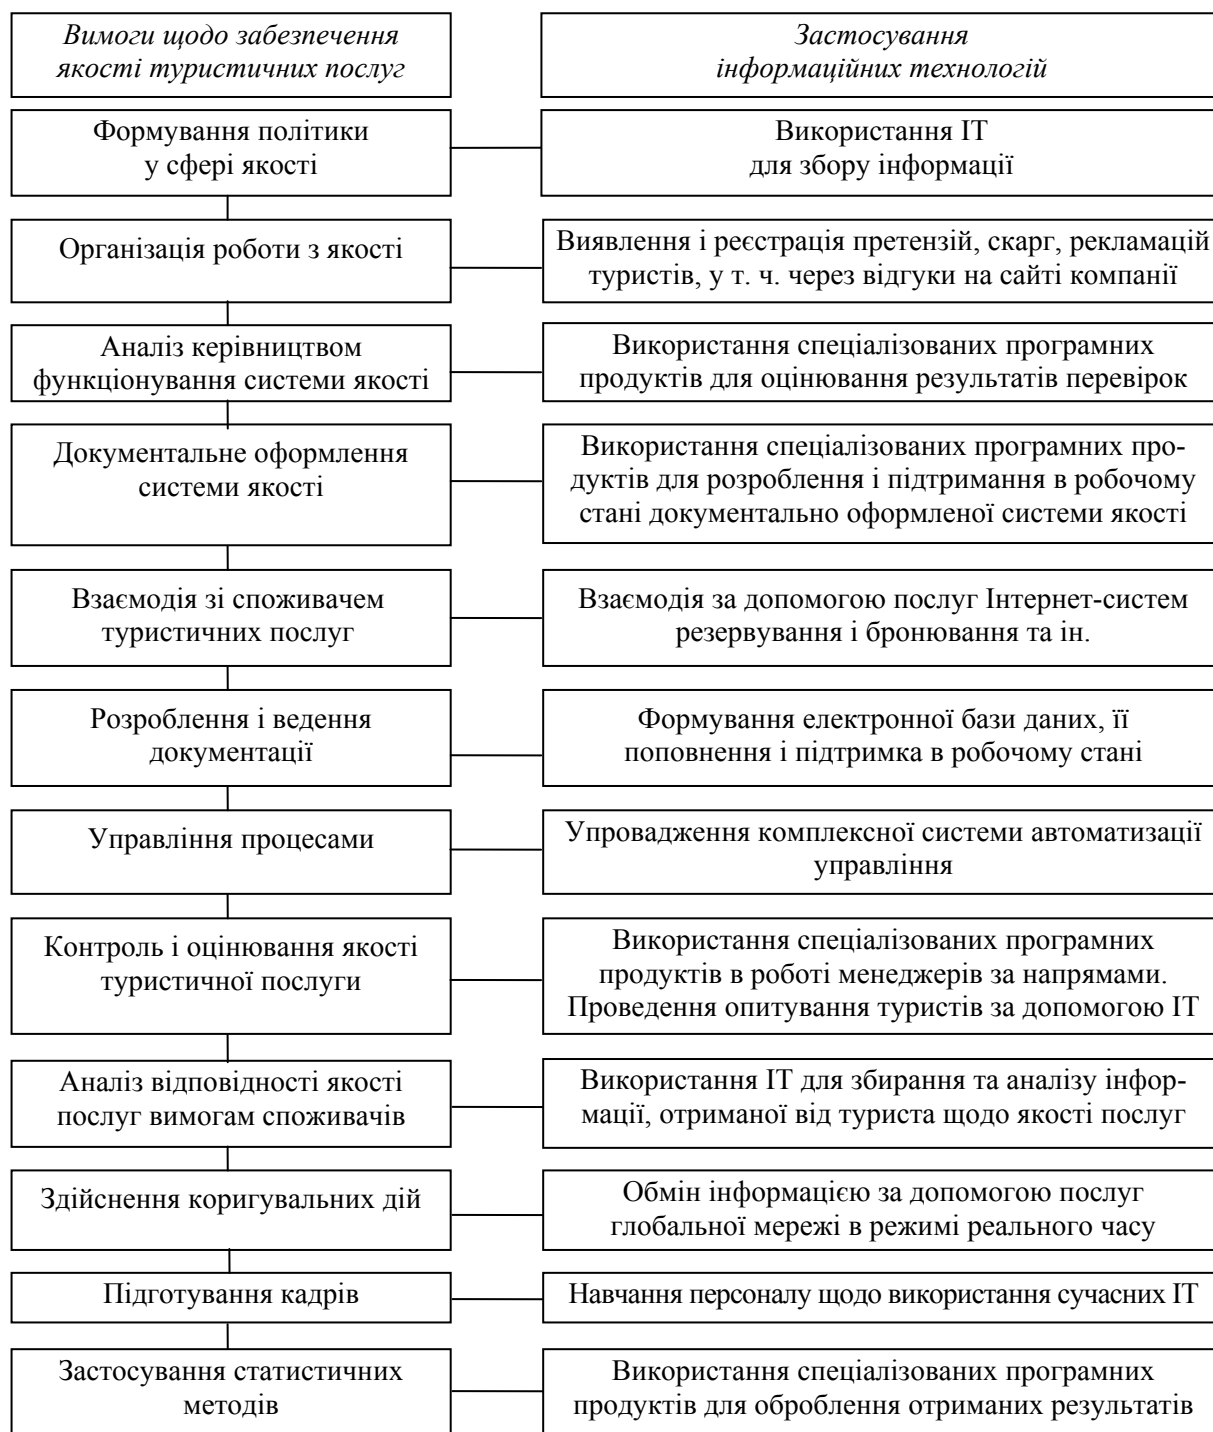 Вимоги щодо забезпечення
якості туристичних послуг
Застосування
інформаційних технологій
Формування політики
у сфері якості
Використання ІТ
для збору інформації
Організація роботи з якості
Виявлення і реєстрація претензій, скарг, рекламацій
туристів, у т. ч. через відгуки на сайті компанії
Аналіз керівництвом
функціонування системи якості
Використання спеціалізованих програмних
продуктів для оцінювання результатів перевірок
Документальне оформлення
системи якості
Використання спеціалізованих програмних про-
дуктів для розроблення і підтримання в робочому
стані документально оформленої системи якості
Взаємодія зі споживачем
туристичних послуг
Взаємодія за допомогою послуг Інтернет-систем
резервування і бронювання та ін.
Розроблення і ведення
документації
Формування електронної бази даних, її
поповнення і підтримка в робочому стані
Управління процесами
Упровадження комплексної системи автоматизації
управління
Контроль і оцінювання якості
туристичної послуги
Використання спеціалізованих програмних
продуктів в роботі менеджерів за напрямами.
Проведення опитування туристів за допомогою ІТ
Аналіз відповідності якості
послуг вимогам споживачів
Використання ІТ для збирання та аналізу інфор-
мації, отриманої від туриста щодо якості послуг
Здійснення коригувальних дій
Обмін інформацією за допомогою послуг
глобальної мережі в режимі реального часу
Підготування кадрів
Навчання персоналу щодо використання сучасних ІТ
Застосування статистичних
методів
Використання спеціалізованих програмних
продуктів для оброблення отриманих результатів